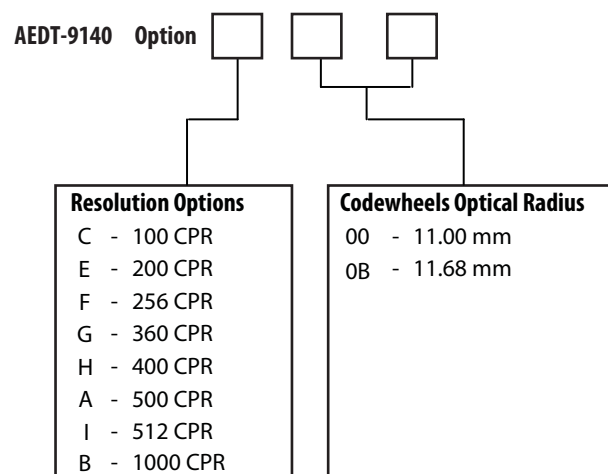 AEDT-9140 Option
Resolution Options
C - 100 CPR
E - 200 CPR
F - 256 CPR
G - 360 CPR
H - 400 CPR
A - 500 CPR
I - 512 CPR
B - 1000 CPR
Codewheels Optical Radius
00 - 11.00 mm
0B - 11.68 mm